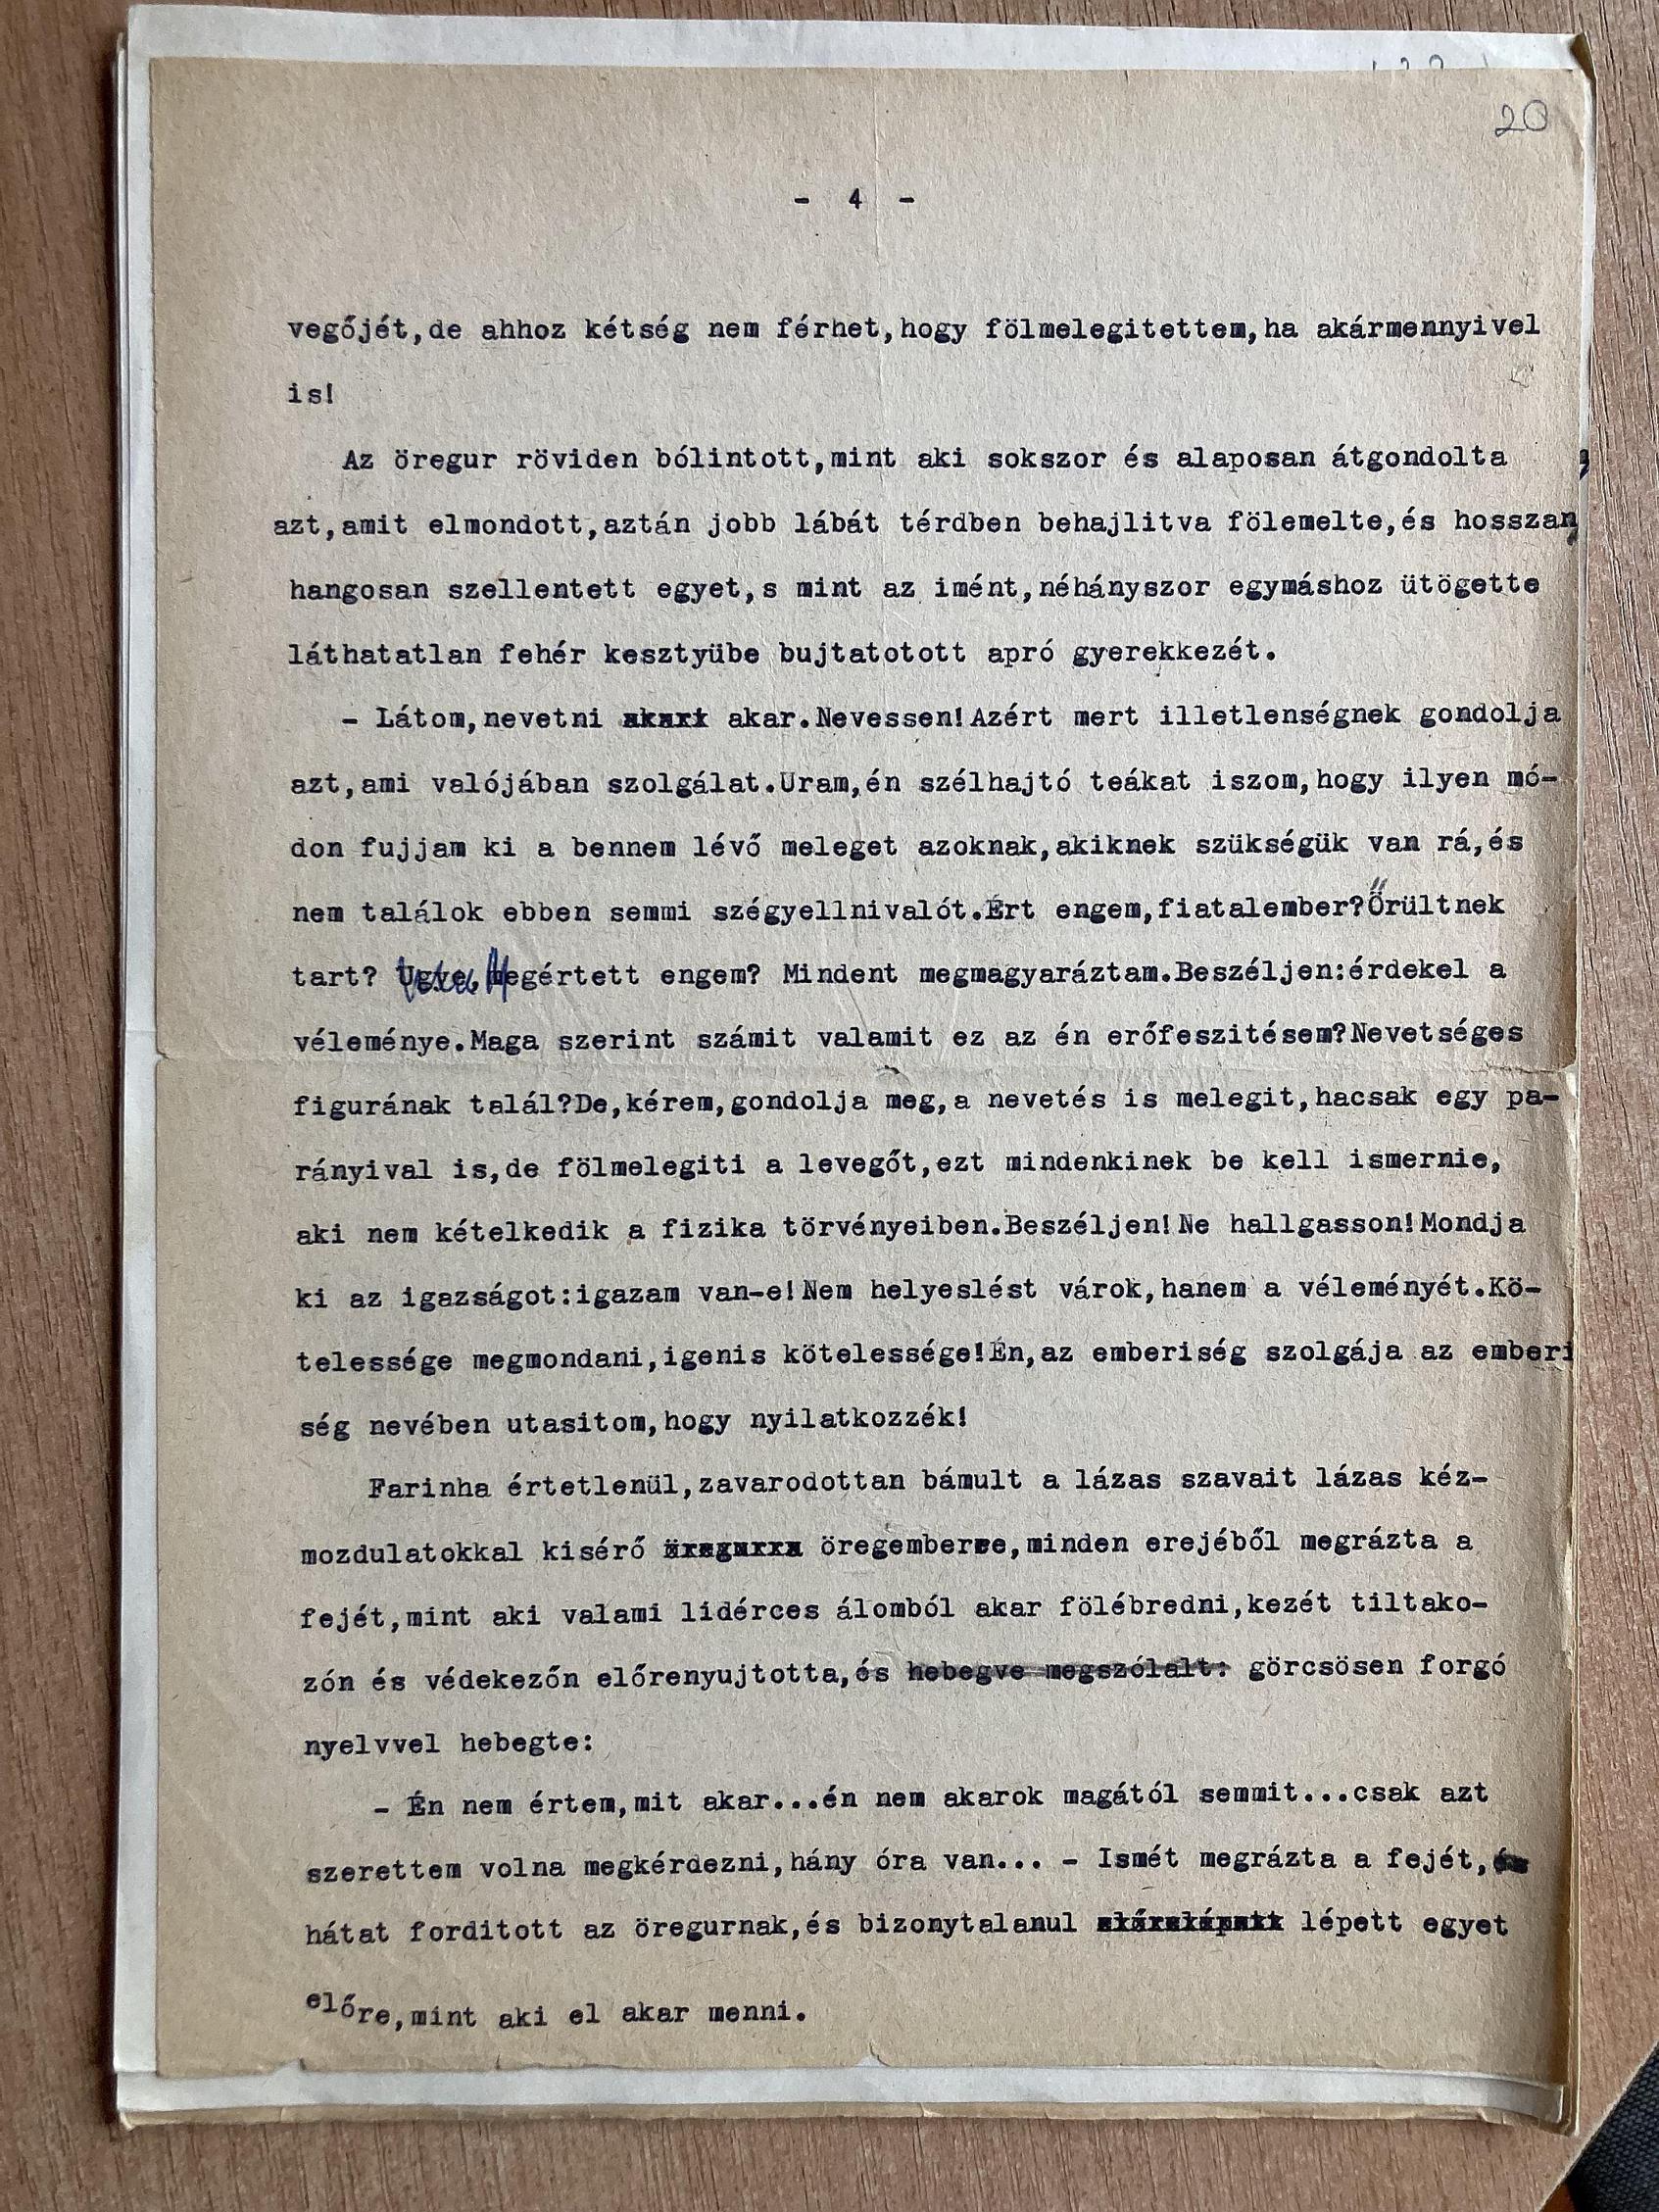 20
- 4 -
vegőjét,de ahhoz kétség nem férhet,hogy fölmelegitettem,ha akármennyivel
is!
Az öregur röviden bólintott,mint aki sokszor és alaposan átgondolta
azt,amit elmondott,aztán jobb lábát térdben behajlitva fölemelte,és hosszan,
hangosan szellentett egyet,s mint az imént,néhányszor egymáshoz ütögette
láthatatlan fehér kesztyübe bujtatotott apró gyerekkezét.
- Látom,nevetni akar.Nevessen!Azért mert illetlenségnek gondolja
azt,ami valójában szolgálat.Uram,én szélhajtó teákat iszom,hogy ilyen mó-
don fujjam ki a bennem lévő meleget azoknak,akiknek szükségük van rá,és
nem találok ebben semmi szégyellnivalót.Ért engem,fiatalember?Őrültnek
tart? Megértett engem? Mindent megmagyaráztam.Beszéljen:érdekel a
véleménye.Maga szerint számit valamit ez az én erőfeszitésem?Nevetséges
figurának talál?De,kérem,gondolja meg,a nevetés is melegit,hacsak egy pa-
rányival is,de fölmelegiti a levegőt,ezt mindenkinek be kell ismernie,
aki nem kételkedik a fizika törvényeiben.Beszéljen!Ne hallgasson!Mondja
ki az igazságot:igazam van-e!Nem helyeslést várok,hanem a véleményét.Kö-
telessége megmondani,igenis kötelessége!Én,az emberiség szolgája az emberi
ség nevében utasitom,hogy nyilatkozzék!
Farinha értetlenül,zavarodottan bámult a lázas szavait lázas kéz-
mozdulatokkal kisérő öregemberre,minden erejéből megrázta a
fejét,mint aki valami lidérces álomból akar fölébredni,kezét tiltako-
zón és védekezőn előrenyujtotta,és hebegve megszólalt: görcsösen forgó
nyelvvel hebegte:
- Én nem értem,mit akar...én nem akarok magától semmit...csak azt
szerettem volna megkérdezni,hány óra van... - Ismét megrázta a fejét,
hátat forditott az öregurnak,és bizonytalanul lépett egyet
előre,mint aki el akar menni.